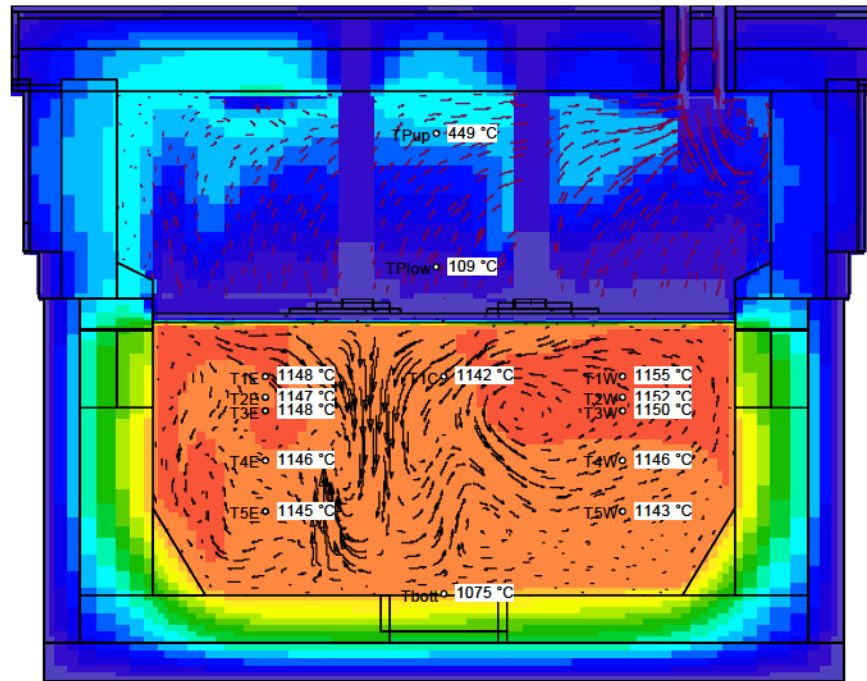 TPup 449 °C
TPlow 109 °C
T1E 1148 °C T1C 1142 °C T1W 1155 °C
T2E 1147 °C T2W 1152 °C
T3E 1148 °C T3W 1150 °C
T4E 1146 °C T4W 1146 °C
T5E 1145 °C T5W 1143 °C
Tbott 1075 °C